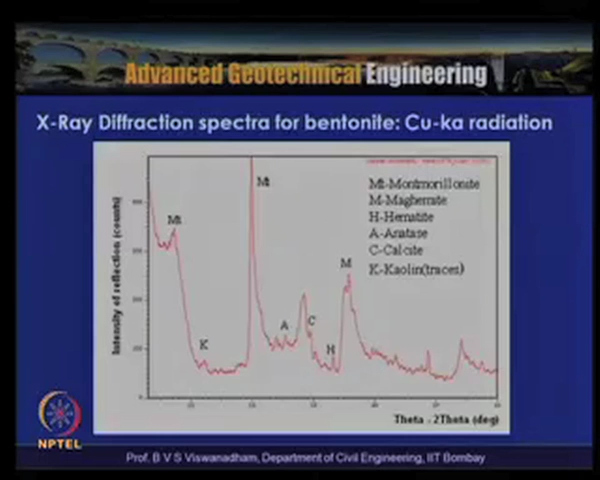 Advanced Geotechnical Engineering
X-Ray Diffraction spectra for bentonite: Cu-ka radiation
Intensity of reflection (counts)
Mt
K
Mt
A
C
H
M
Mt-Montmorillonite
M-Maghemite
H-Hematite
A-Anatase
C-Calcite
K-Kaolin(traces)
Theta - 2Theta (deg)
NPTEL
Prof. B V S Viswanadham, Department of Civil Engineering, IIT Bombay